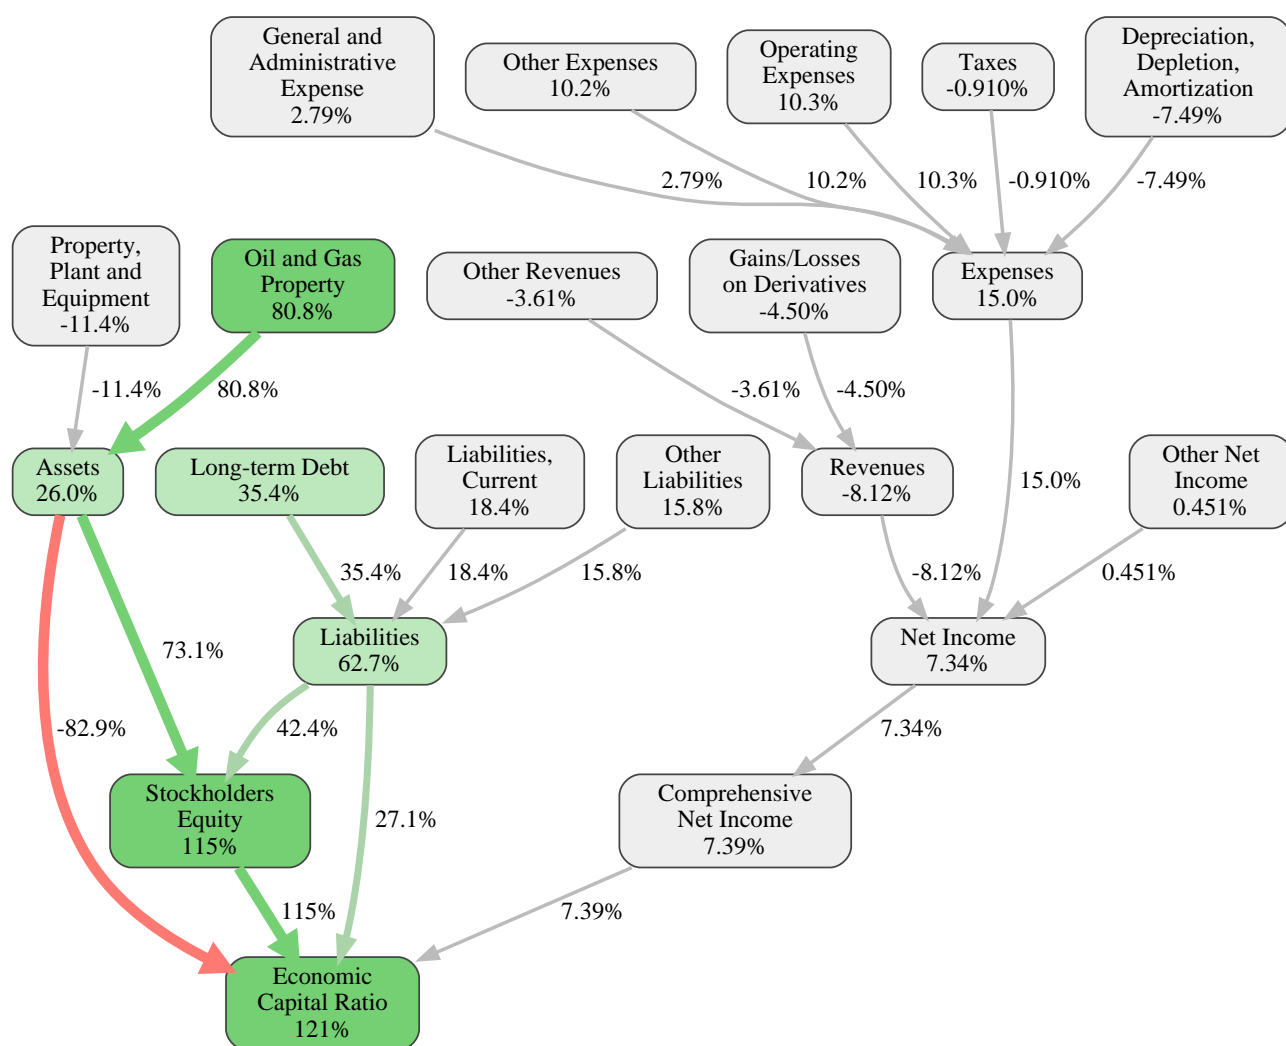 General and
Administrative
Expense
2.79%
Other Expenses
10.2%
Operating
Expenses
10.3%
Taxes
-0.910%
Depreciation,
Depletion,
Amortization
-7.49%
2.79%
10.2%
10.3%
-0.910%
-7.49%
Property,
Plant and
Equipment
-11.4%
Oil and Gas
Property
80.8%
Other Revenues
-3.61%
Gains/Losses
on Derivatives
-4.50%
Expenses
15.0%
-11.4%
80.8%
-3.61%
-4.50%
Assets
26.0%
Long-term Debt
35.4%
Liabilities,
Current
18.4%
Other
Liabilities
15.8%
Revenues
-8.12%
15.0%
Other Net
Income
0.451%
35.4%
18.4%
15.8%
-8.12%
0.451%
73.1%
Liabilities
62.7%
Net Income
7.34%
-82.9%
42.4%
7.34%
Stockholders
Equity
115%
27.1%
Comprehensive
Net Income
7.39%
115%
7.39%
Economic
Capital Ratio
121%